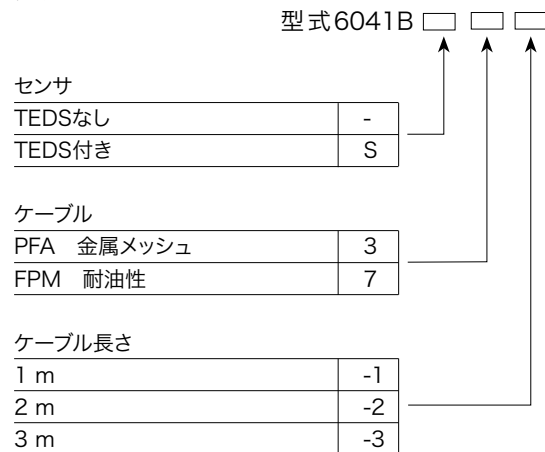 型式6041B
センサ
TEDSなし -
TEDS付き S
ケーブル
PFA 金属メッシュ 3
FPM 耐油性 7
ケーブル長さ
1 m -1
2 m -2
3 m -3